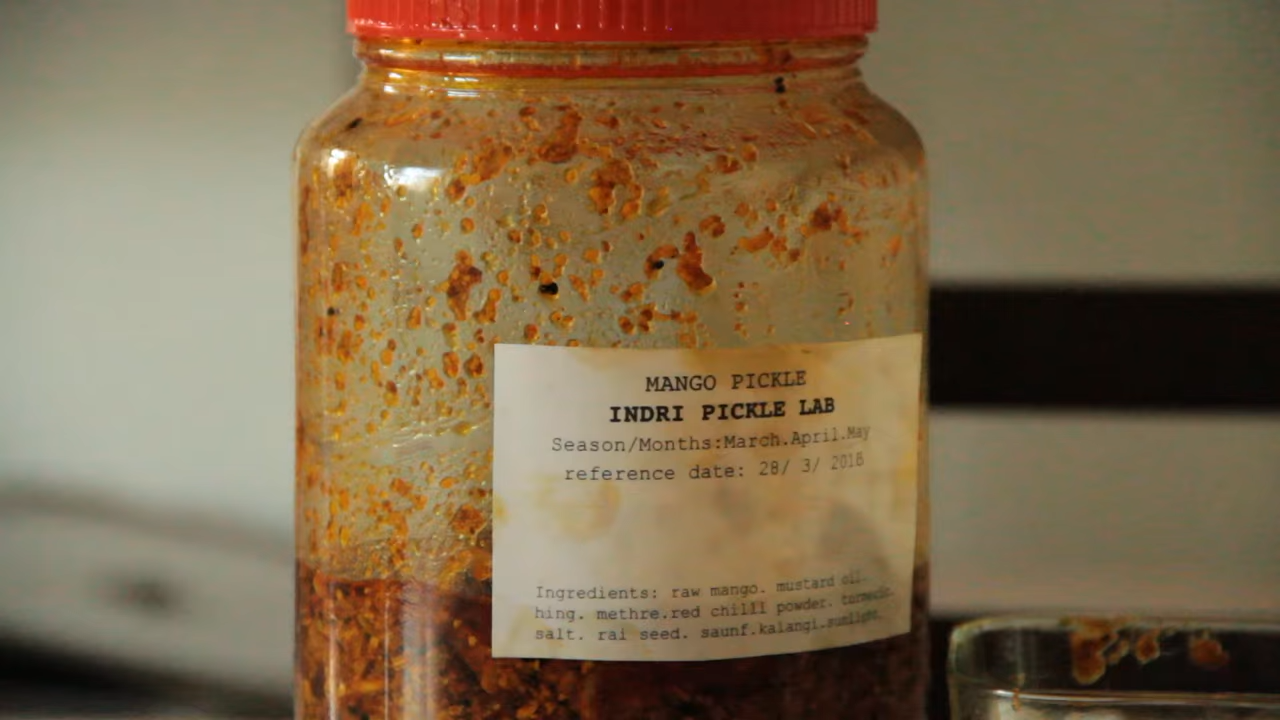 MANGO PICKLE
INDRI PICKLE LAB
Season/Months:March.April.May
reference date: 28/ 3/ 2018
Ingredients: raw mango. mustard oil.
hing. methre.red chilli powder. turmeric.
salt. rai seed. saunf.kalangi.sunlight.